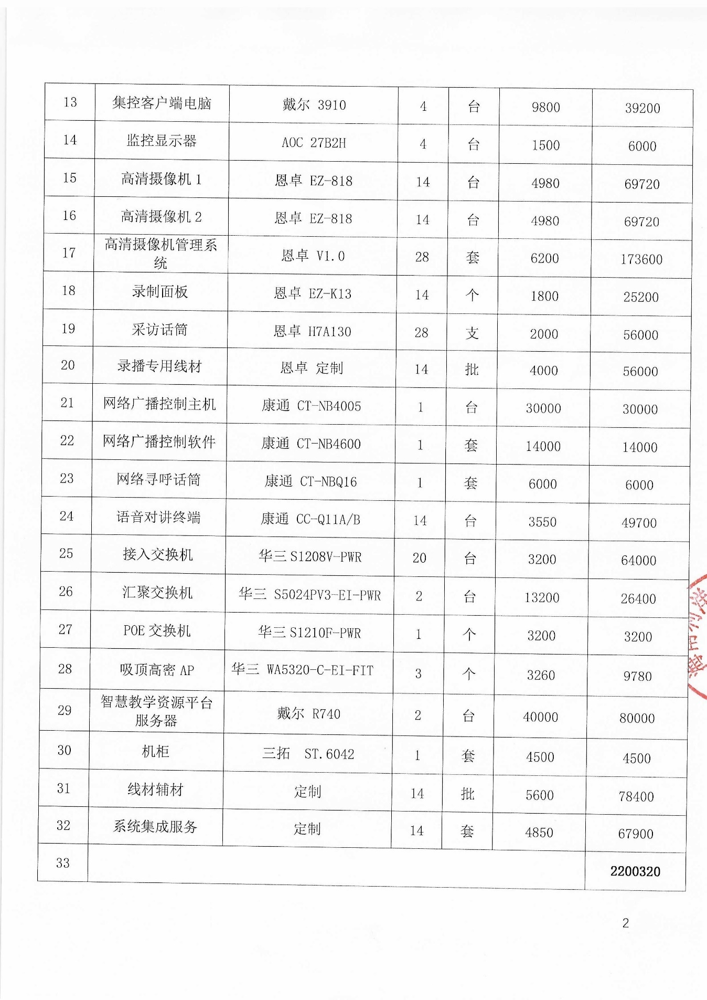 13 集控客户端电脑 戴尔 3910 4 台 9800 39200
14 监控显示器 AOC 27B2H 4 台 1500 6000
15 高清摄像机1 恩卓 EZ-818 14 台 4980 69720
16 高清摄像机2 恩卓 EZ-818 14 台 4980 69720
17 高清摄像机管理系
统 恩卓 V1.0 28 套 6200 173600
18 录制面板 恩卓 EZ-K13 14 个 1800 25200
19 采访话筒 恩卓 H7A130 28 支 2000 56000
20 录播专用线材 恩卓 定制 14 批 4000 56000
21 网络广播控制主机 康通 CT-NB4005 1 台 30000 30000
22 网络广播控制软件 康通 CT-NB4600 1 套 14000 14000
23 网络寻呼话筒 康通 CT-NBQ16 1 套 6000 6000
24 语音对讲终端 康通 CC-Q11A/B 14 台 3550 49700
25 接入交换机 华三 S1208V-PWR 20 台 3200 64000
26 汇聚交换机 华三 S5024PV3-EI-PWR 2 台 13200 26400
27 POE 交换机 华三 S1210F-PWR 1 个 3200 3200
28 吸顶高密 AP 华三 WA5320-C-EI-FIT 3 个 3260 9780
29 智慧教学资源平台
服务器 戴尔 R740 2 台 40000 80000
30 机柜 三拓 ST.6042 1 套 4500 4500
31 线材辅材 定制 14 批 5600 78400
32 系统集成服务 定制 14 套 4850 67900
33 2200320
2